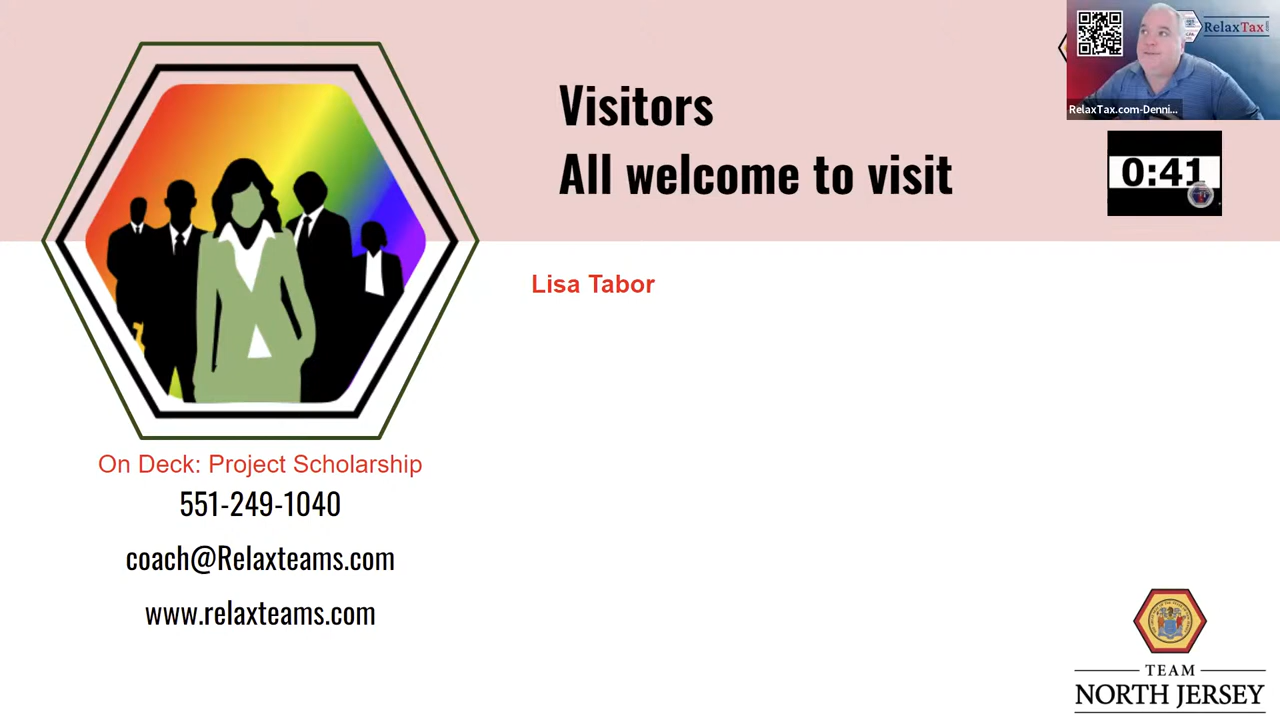 Visitors
All welcome to visit
RelaxTax
RelaxTax.com-Denni...
0:41
Lisa Tabor
On Deck: Project Scholarship
551-249-1040
coach@Relaxteams.com
www.relaxteams.com
TEAM
NORTH JERSEY